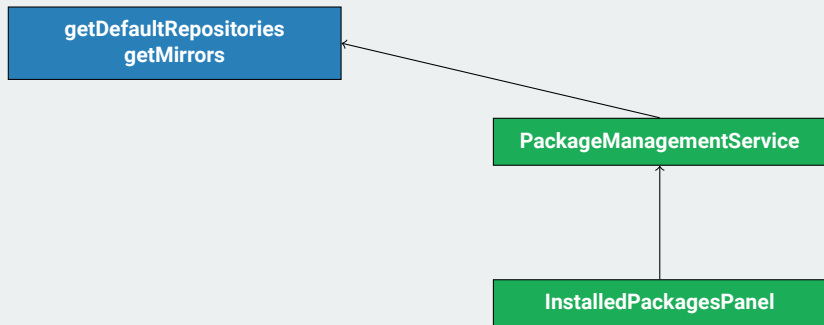 getDefaultRepositories
getMirrors
PackageManagementService
InstalledPackagesPanel